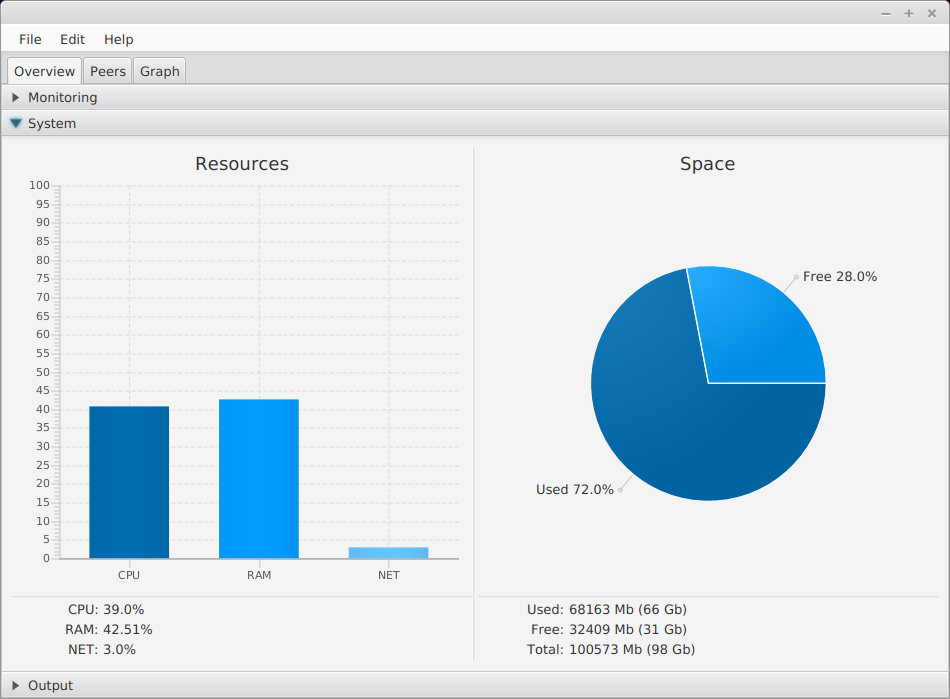 File Edit Help
Overview Peers Graph
Monitoring
System
Resources
100
95
90
85
80
75
70
65
60
55
50
45
40
35
30
25
20
15
10
5
0
CPU RAM NET
CPU: 39.0%
RAM: 42.51%
NET: 3.0%
Space
Free 28.0%
Used 72.0%
Used: 68163 Mb (66 Gb)
Free: 32409 Mb (31 Gb)
Total: 100573 Mb (98 Gb)
Output